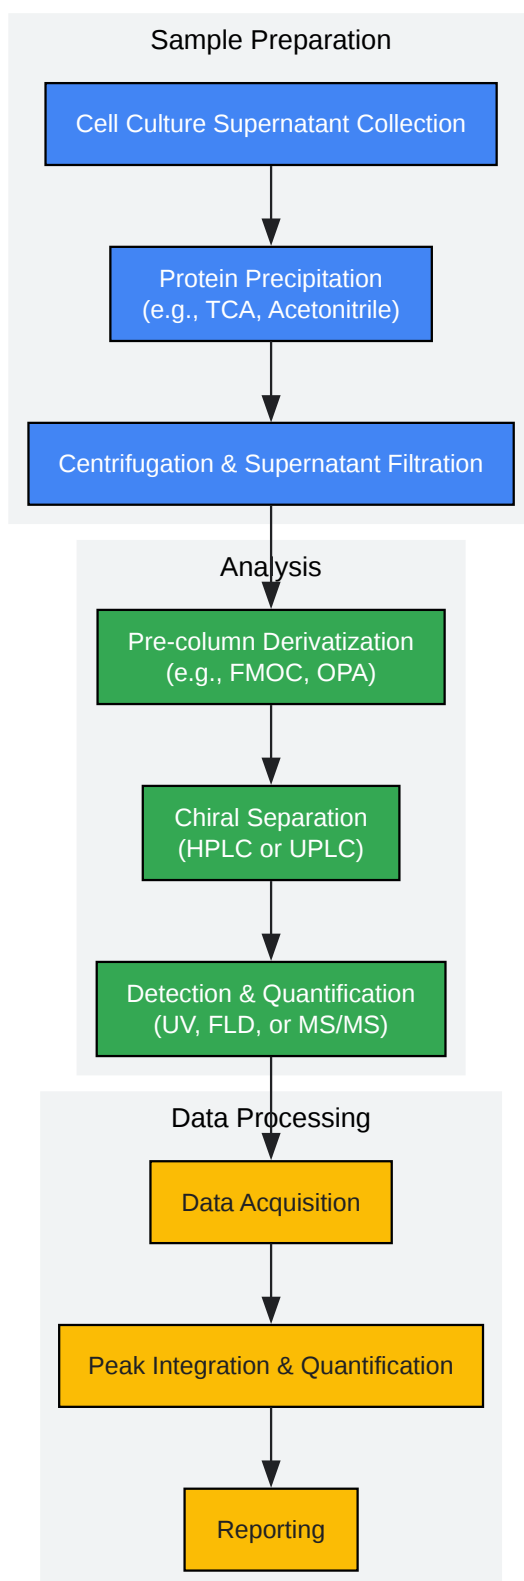 Sample Preparation
Cell Culture Supernatant Collection
Protein Precipitation
(e.g., TCA, Acetonitrile)
Centrifugation & Supernatant Filtration
Analysis
Pre-column Derivatization
(e.g., FMOC, OPA)
Chiral Separation
(HPLC or UPLC)
Detection & Quantification
(UV, FLD, or MS/MS)
Data Processing
Data Acquisition
Peak Integration & Quantification
Reporting